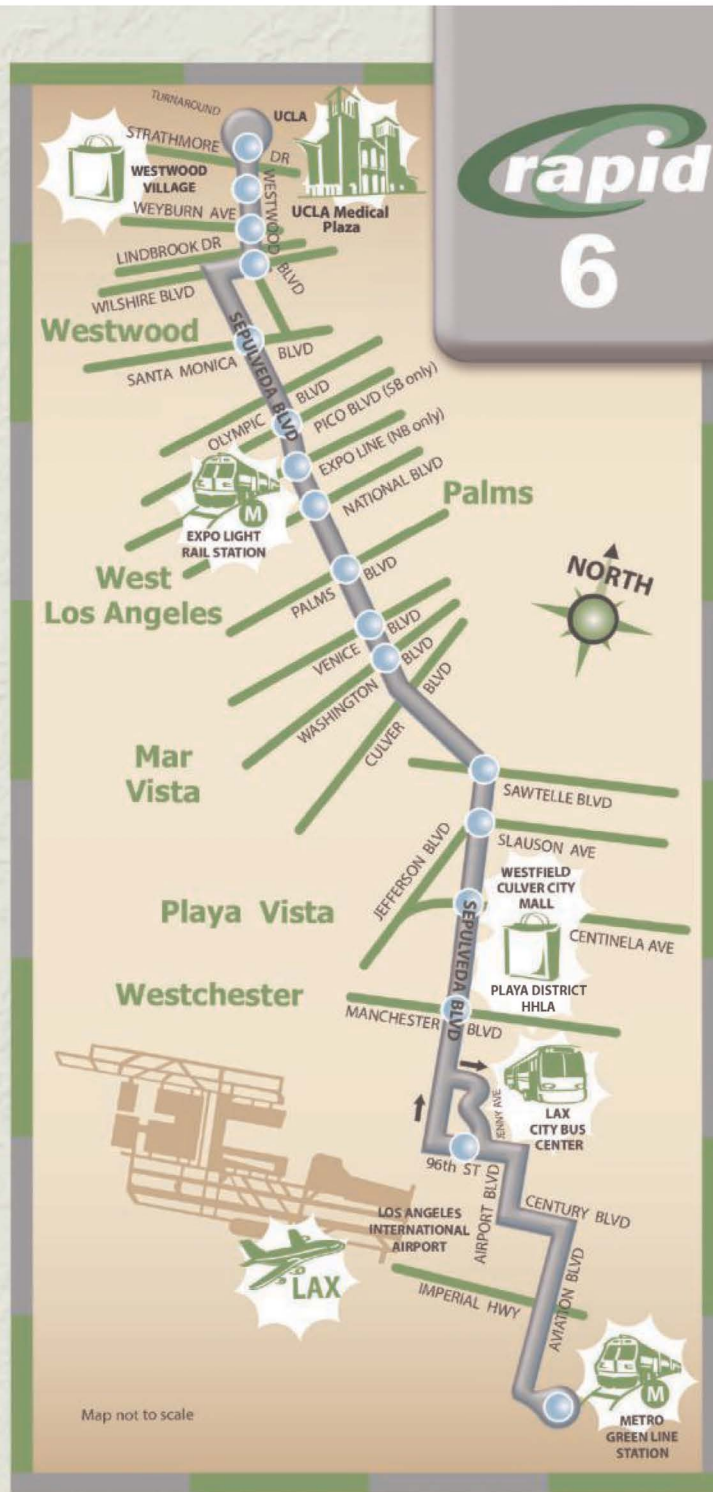 rapid
6
TURNAROUND
UCLA
STRATHMORE DR
WESTWOOD
VILLAGE
WESTWOOD BLVD
UCLA Medical
Plaza
WEYBURN AVE
LINDBROOK DR
WILSHIRE BLVD
Westwood
SEPULVEDA BLVD
SANTA MONICA BLVD
OLYMPIC BLVD
PICO BLVD (SB only)
EXPO LINE (NB only)
NATIONAL BLVD
M
EXPO LIGHT
RAIL STATION
Palms
West
Los Angeles
PALMS BLVD
NORTH
VENICE BLVD
WASHINGTON BLVD
CULVER BLVD
Mar
Vista
SAWTELLE BLVD
SLAUSON AVE
JEFFERSON BLVD
WESTFIELD
CULVER CITY
MALL
Playa Vista
SEPULVEDA BLVD
CENTINELA AVE
PLAYA DISTRICT
HHLA
Westchester
MANCHESTER BLVD
JENNY AVE
LAX
CITY BUS
CENTER
96th ST
AIRPORT BLVD
CENTURY BLVD
LOS ANGELES
INTERNATIONAL
AIRPORT
LAX
IMPERIAL HWY
AVIATION BLVD
M
METRO
GREEN LINE
STATION
Map not to scale